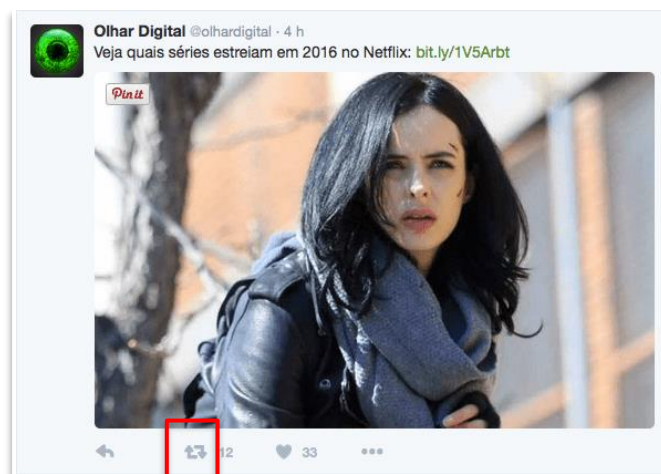 Olhar Digital @olhardigital · 4 h
Veja quais séries estreiam em 2016 no Netflix: bit.ly/1V5Arbt
Pin it
12 33